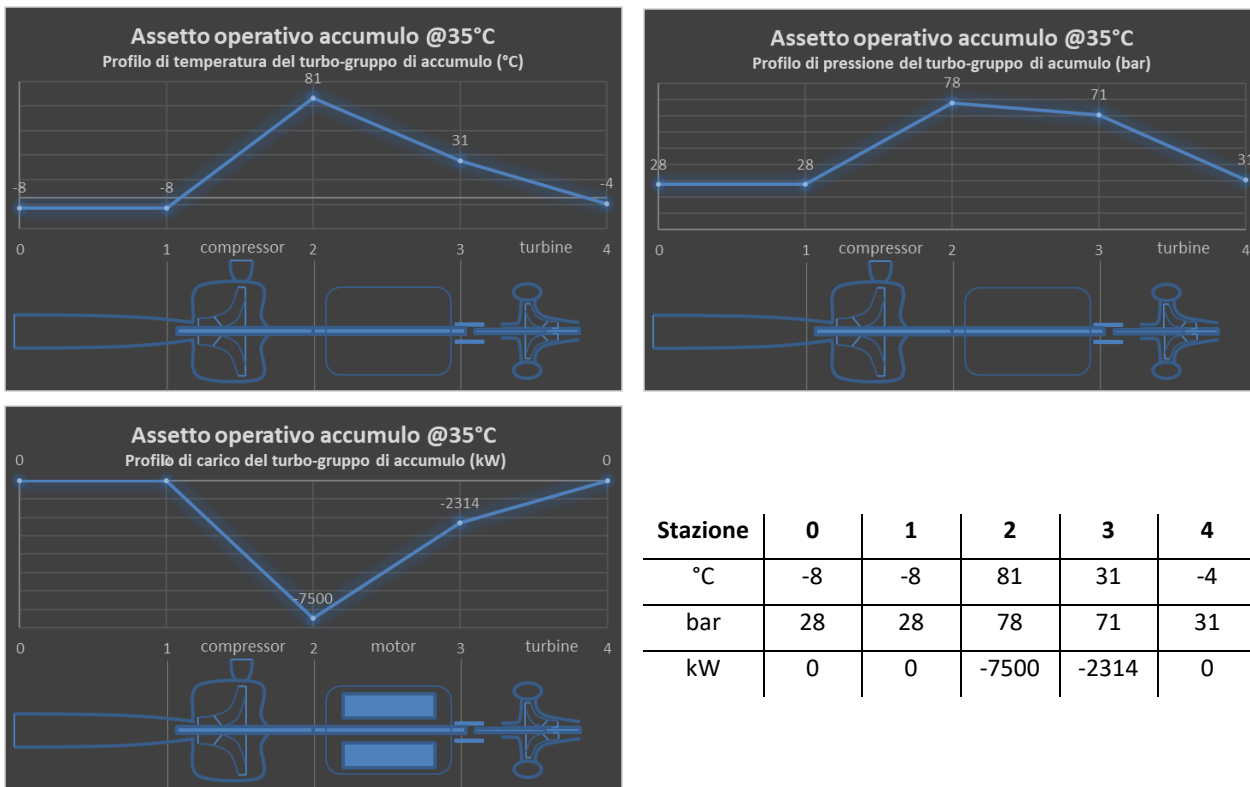 Assetto operativo accumulo @35°C
Profilo di temperatura del turbo-gruppo di accumulo (°C)
81
31
-8 -8 -4
0 1 compressor 2 3 turbine 4
Assetto operativo accumulo @35°C
Profilo di pressione del turbo-gruppo di acumulo (bar)
78
71
28 28 31
0 1 compressor 2 3 turbine 4
Assetto operativo accumulo @35°C
Profilo di carico del turbo-gruppo di accumulo (kW)
0 0 0
-2314
-7500
0 1 compressor 2 motor 3 turbine 4
Stazione 0 1 2 3 4
°C -8 -8 81 31 -4
bar 28 28 78 71 31
kW 0 0 -7500 -2314 0